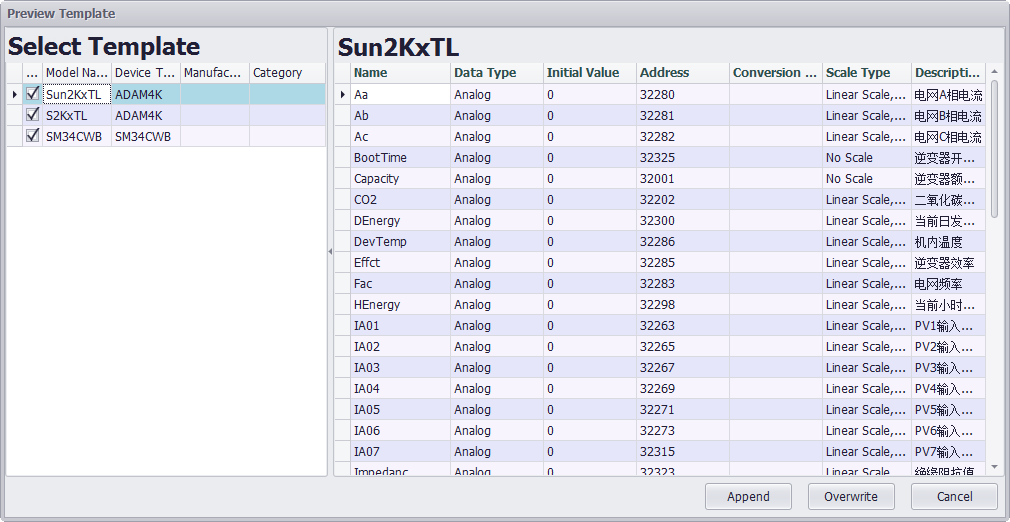 Preview Template
Select Template
... Model Na... Device T... Manufac... Category
Sun2KxTL ADAM4K
S2KxTL ADAM4K
SM34CWB SM34CWB
Sun2KxTL
Name Data Type Initial Value Address Conversion ... Scale Type Descripti...
Aa Analog 0 32280 Linear Scale,... 电网A相电流
Ab Analog 0 32281 Linear Scale,... 电网B相电流
Ac Analog 0 32282 Linear Scale,... 电网C相电流
BootTime Analog 0 32325 No Scale 逆变器开...
Capacity Analog 0 32001 No Scale 逆变器额...
CO2 Analog 0 32202 Linear Scale,... 二氧化碳...
DEnergy Analog 0 32300 Linear Scale,... 当前日发...
DevTemp Analog 0 32286 Linear Scale,... 机内温度
Effct Analog 0 32285 Linear Scale,... 逆变器效率
Fac Analog 0 32283 Linear Scale,... 电网频率
HEnergy Analog 0 32298 Linear Scale,... 当前小时...
IA01 Analog 0 32263 Linear Scale,... PV1输入...
IA02 Analog 0 32265 Linear Scale,... PV2输入...
IA03 Analog 0 32267 Linear Scale,... PV3输入...
IA04 Analog 0 32269 Linear Scale,... PV4输入...
IA05 Analog 0 32271 Linear Scale,... PV5输入...
IA06 Analog 0 32273 Linear Scale,... PV6输入...
IA07 Analog 0 32315 Linear Scale,... PV7输入...
Impedanc Analog 0 32323 Linear Scale,... 绝缘阻抗值
Append Overwrite Cancel